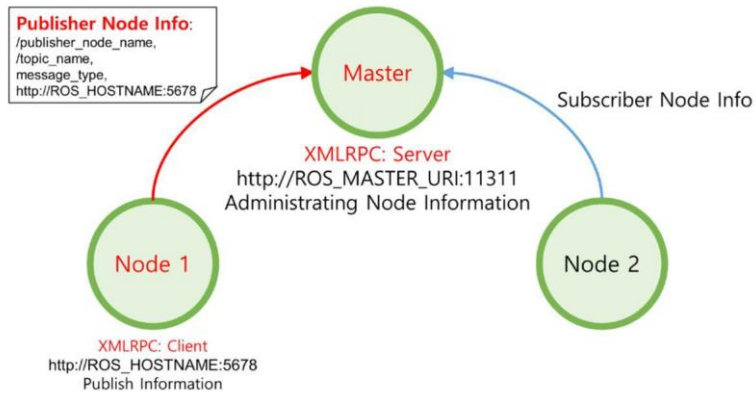 Publisher Node Info:
/publisher_node_name,
/topic_name,
message_type,
http://ROS_HOSTNAME:5678
Master
Subscriber Node Info
XMLRPC: Server
http://ROS_MASTER_URI:11311
Administrating Node Information
Node 1
Node 2
XMLRPC: Client
http://ROS_HOSTNAME:5678
Publish Information